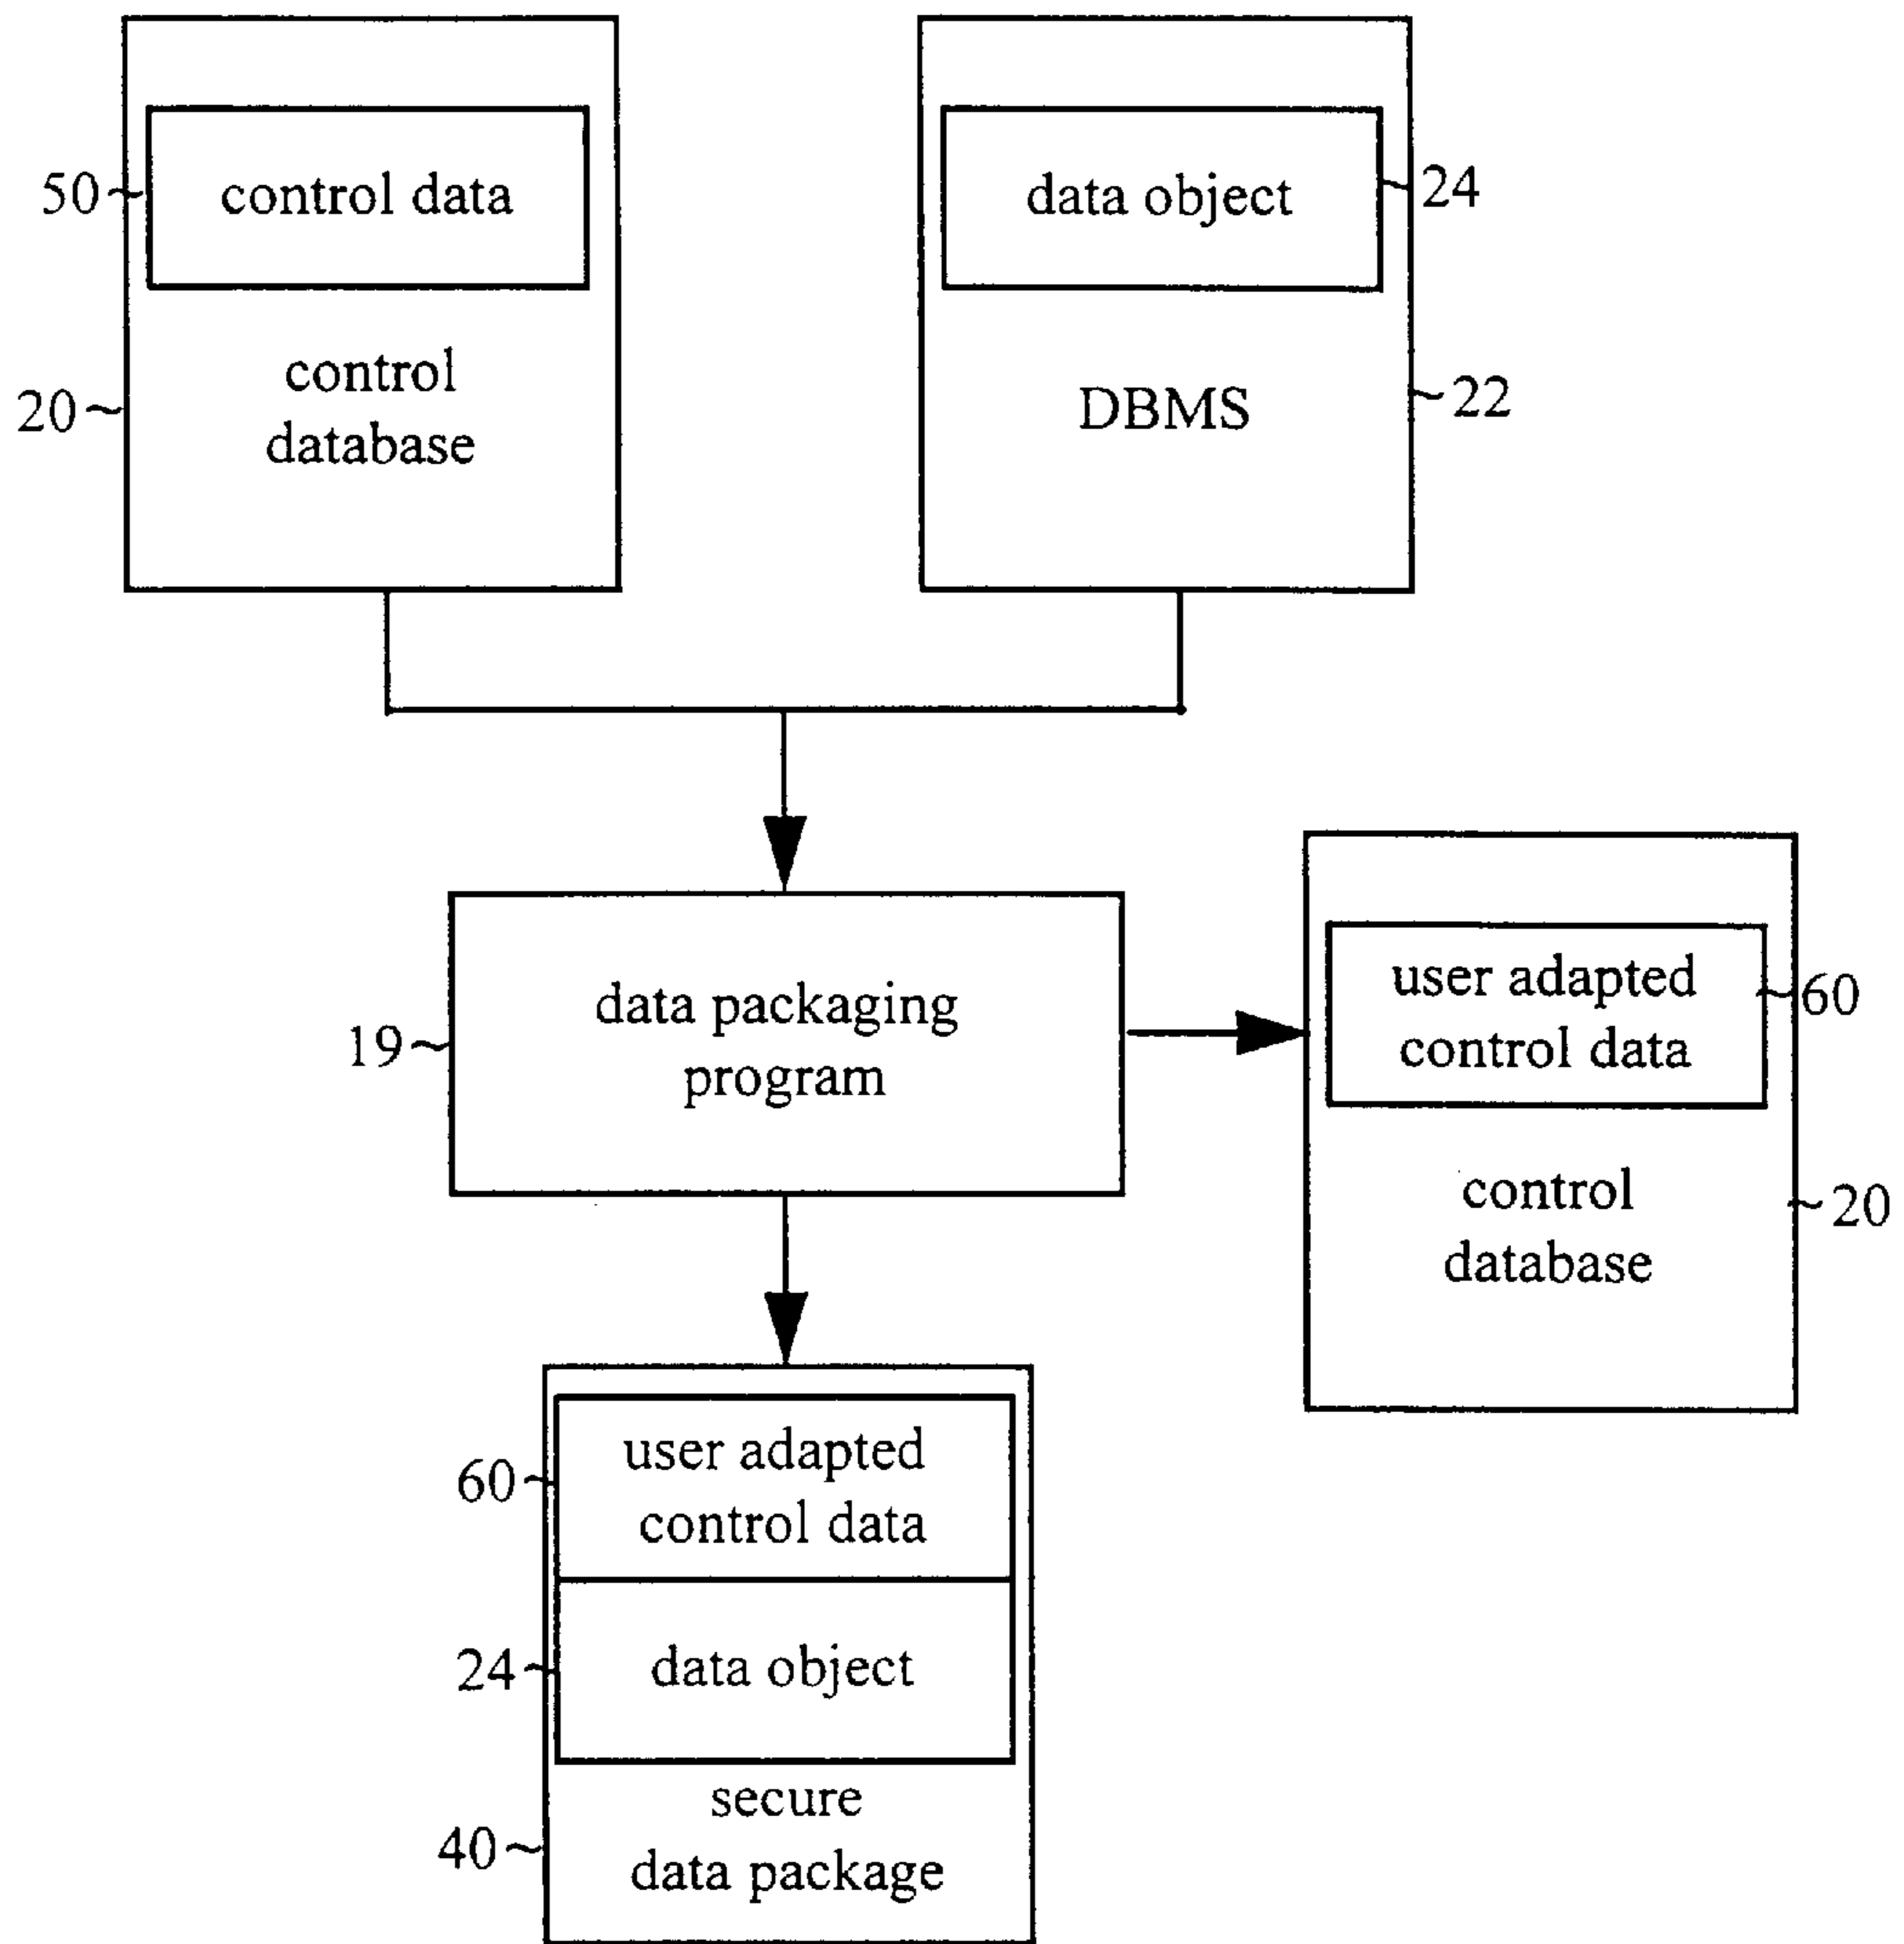 50~ control data
data object ~24
20~ control
database
DBMS ~22
19~ data packaging
program
user adapted
control data ~60
control
database ~20
60~ user adapted
control data
24~ data object
secure
40~ data package